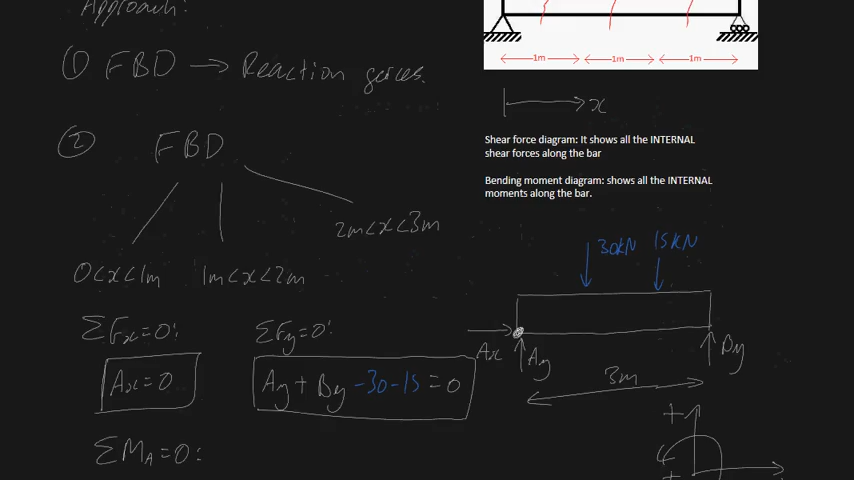 Approach:
① FBD → Reaction forces.
1m 1m 1m
x
② FBD
Shear force diagram: It shows all the INTERNAL
shear forces along the bar
Bending moment diagram: shows all the INTERNAL
moments along the bar.
0<x<1m 1m<x<2m 2m<x<3m
30KN 15KN
ΣFx=0:
Ax=0
ΣFy=0:
Ay + By -30-15 = 0
Ax Ay By
3m
ΣM_A=0:
+
+